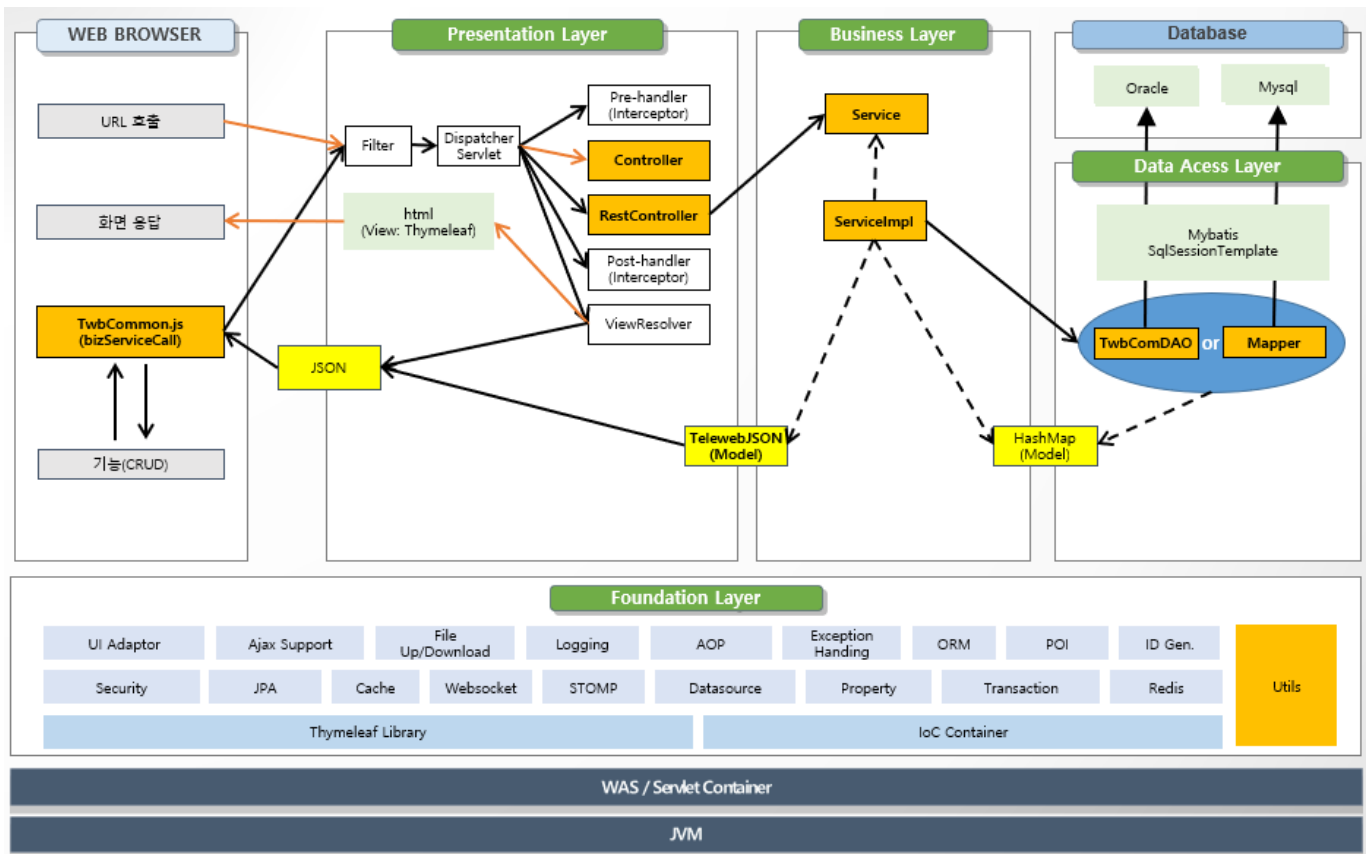 WEB BROWSER
Presentation Layer
Business Layer
Database
URL 호출
화면 응답
TwbCommon.js
(bizServiceCall)
기능(CRUD)
Filter
Dispatcher
Servlet
Pre-handler
(Interceptor)
Controller
RestController
Post-handler
(Interceptor)
ViewResolver
html
(View: Thymeleaf)
JSON
TelewebJSON
(Model)
Service
ServiceImpl
HashMap
(Model)
Oracle
Mysql
Data Acess Layer
Mybatis
SqlSessionTemplate
TwbComDAO or Mapper
Foundation Layer
UI Adaptor
Ajax Support
File
Up/Download
Logging
AOP
Exception
Handing
ORM
POI
ID Gen.
Security
JPA
Cache
Websocket
STOMP
Datasource
Property
Transaction
Redis
Utils
Thymeleaf Library
IoC Container
WAS / Servlet Container
JVM